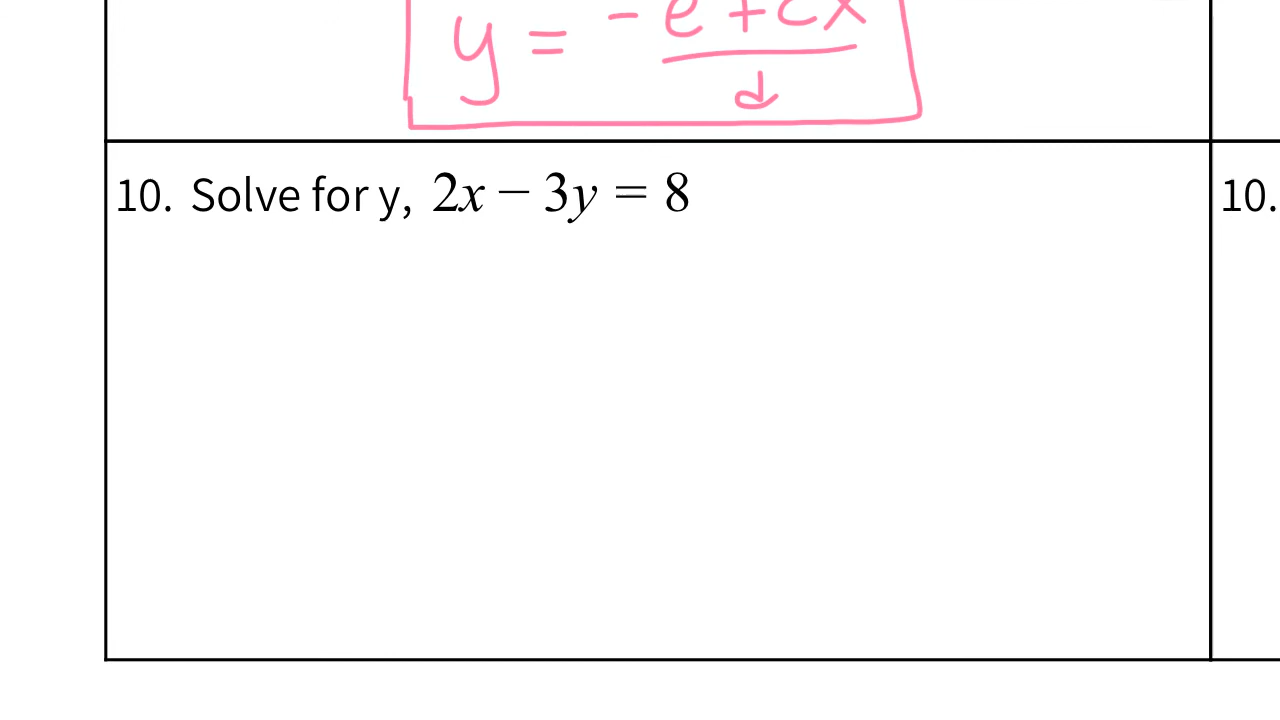 y = - e + cx / d
10. Solve for y, 2x − 3y = 8
10.